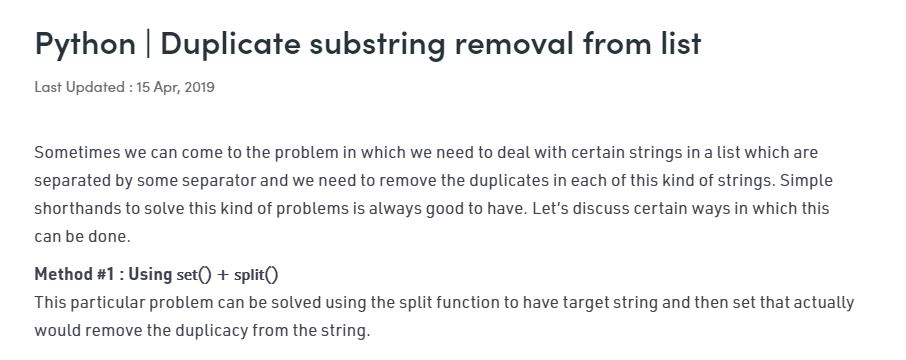 Python | Duplicate substring removal from list
Last Updated : 15 Apr, 2019
Sometimes we can come to the problem in which we need to deal with certain strings in a list which are
separated by some separator and we need to remove the duplicates in each of this kind of strings. Simple
shorthands to solve this kind of problems is always good to have. Let's discuss certain ways in which this
can be done.
Method #1 : Using set() + split()
This particular problem can be solved using the split function to have target string and then set that actually
would remove the duplicacy from the string.